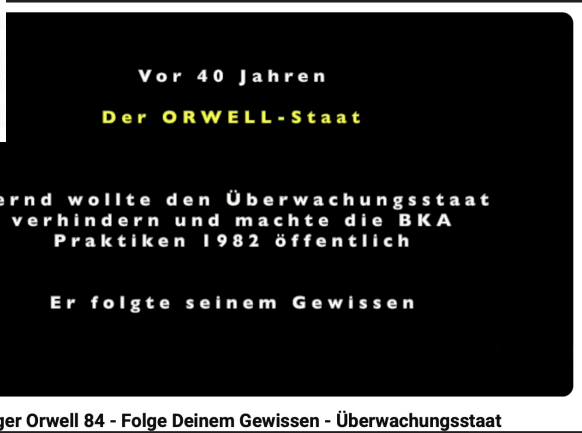 Vor 40 Jahren
Der ORWELL-Staat
ernd wollte den Überwachungsstaat
verhindern und machte die BKA
Praktiken 1982 öffentlich
Er folgte seinem Gewissen
ger Orwell 84 - Folge Deinem Gewissen - Überwachungsstaat